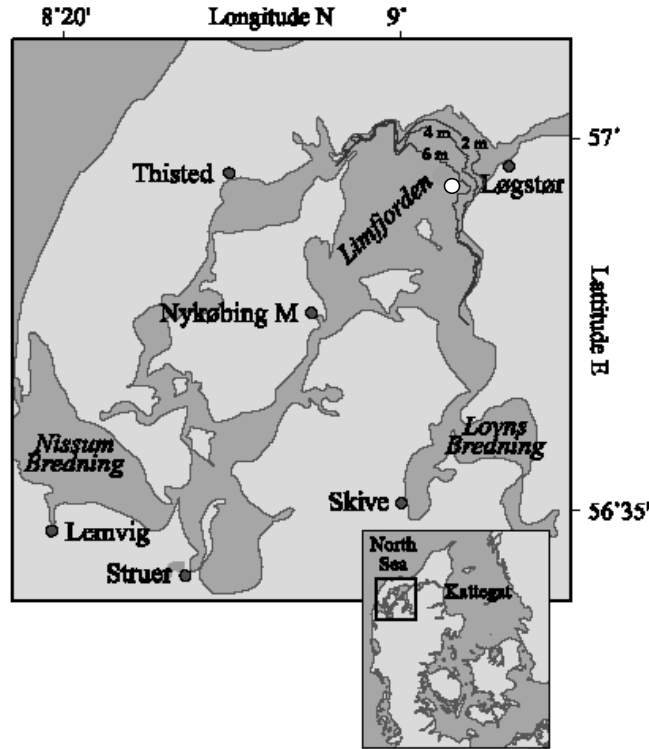 Longitude N
8°20'
9°
57°
4 m
2 m
6 m
Thisted
Løgstør
Limfjorden
Lattitude E
Nykøbing M
Nissum
Bredning
Lovns
Bredning
Skive
56°35'
Lemvig
Struer
North
Sea
Kattegat